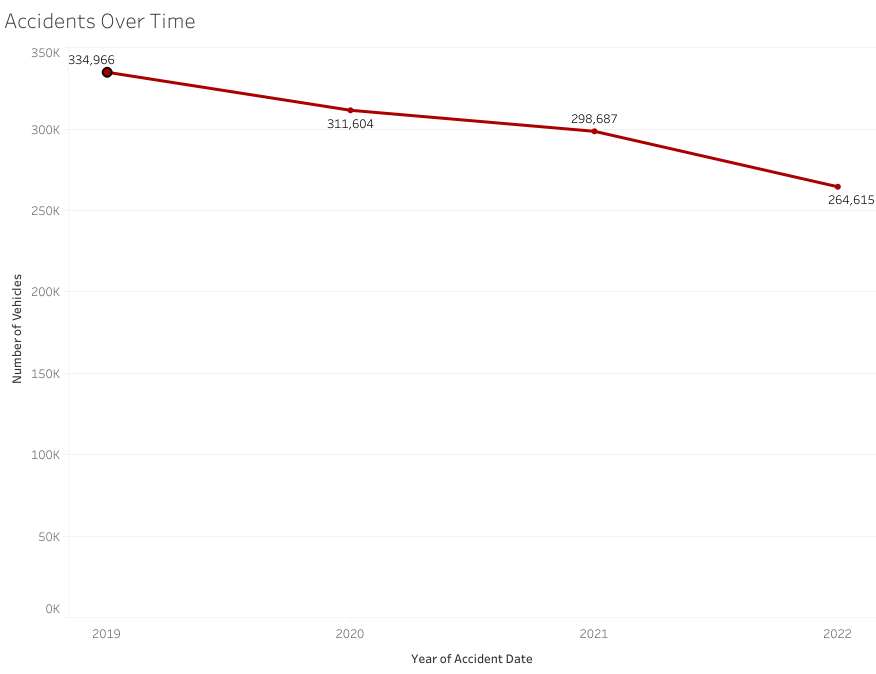 Accidents Over Time
350K
334,966
298,687
311,604
300K
264,615
250K
200K
150K
100K
50K
0K
Number of Vehicles
2019 2020 2021 2022
Year of Accident Date